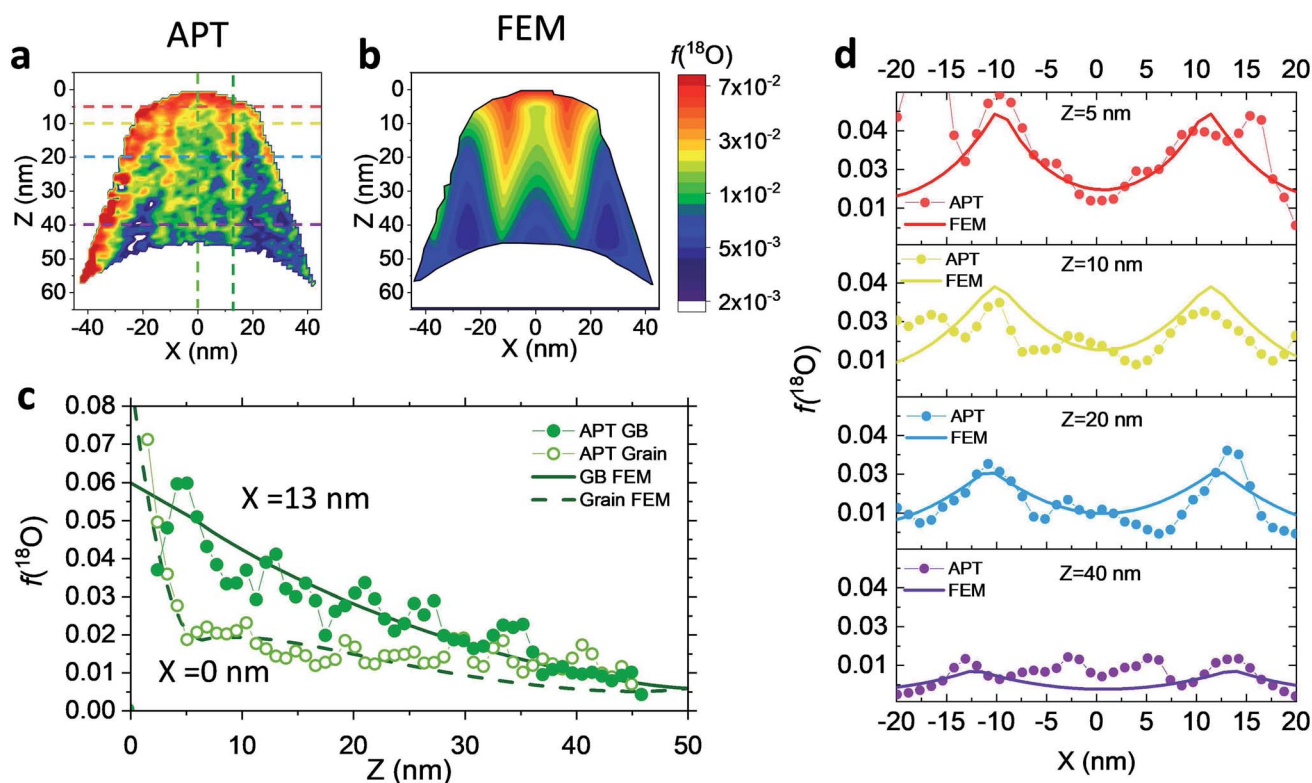 APT
FEM
a
b
f(¹⁸O)
d
0
10
20
30
40
50
60
Z (nm)
-40 -20 0 20 40
X (nm)
0
10
20
30
40
50
60
Z (nm)
-40 -20 0 20 40
X (nm)
7x10⁻²
3x10⁻²
1x10⁻²
5x10⁻³
2x10⁻³
c
0.08
0.07
0.06
0.05
0.04
0.03
0.02
0.01
0.00
f(¹⁸O)
APT GB
APT Grain
GB FEM
Grain FEM
X =13 nm
X=0 nm
0 10 20 30 40 50
Z (nm)
-20 -15 -10 -5 0 5 10 15 20
Z=5 nm
0.04
0.03
0.01
APT
FEM
Z=10 nm
APT
FEM
0.04
0.03
0.01
Z=20 nm
APT
FEM
0.04
0.03
0.01
Z=40 nm
APT
FEM
0.04
0.03
0.01
f(¹⁸O)
-20 -15 -10 -5 0 5 10 15 20
X (nm)